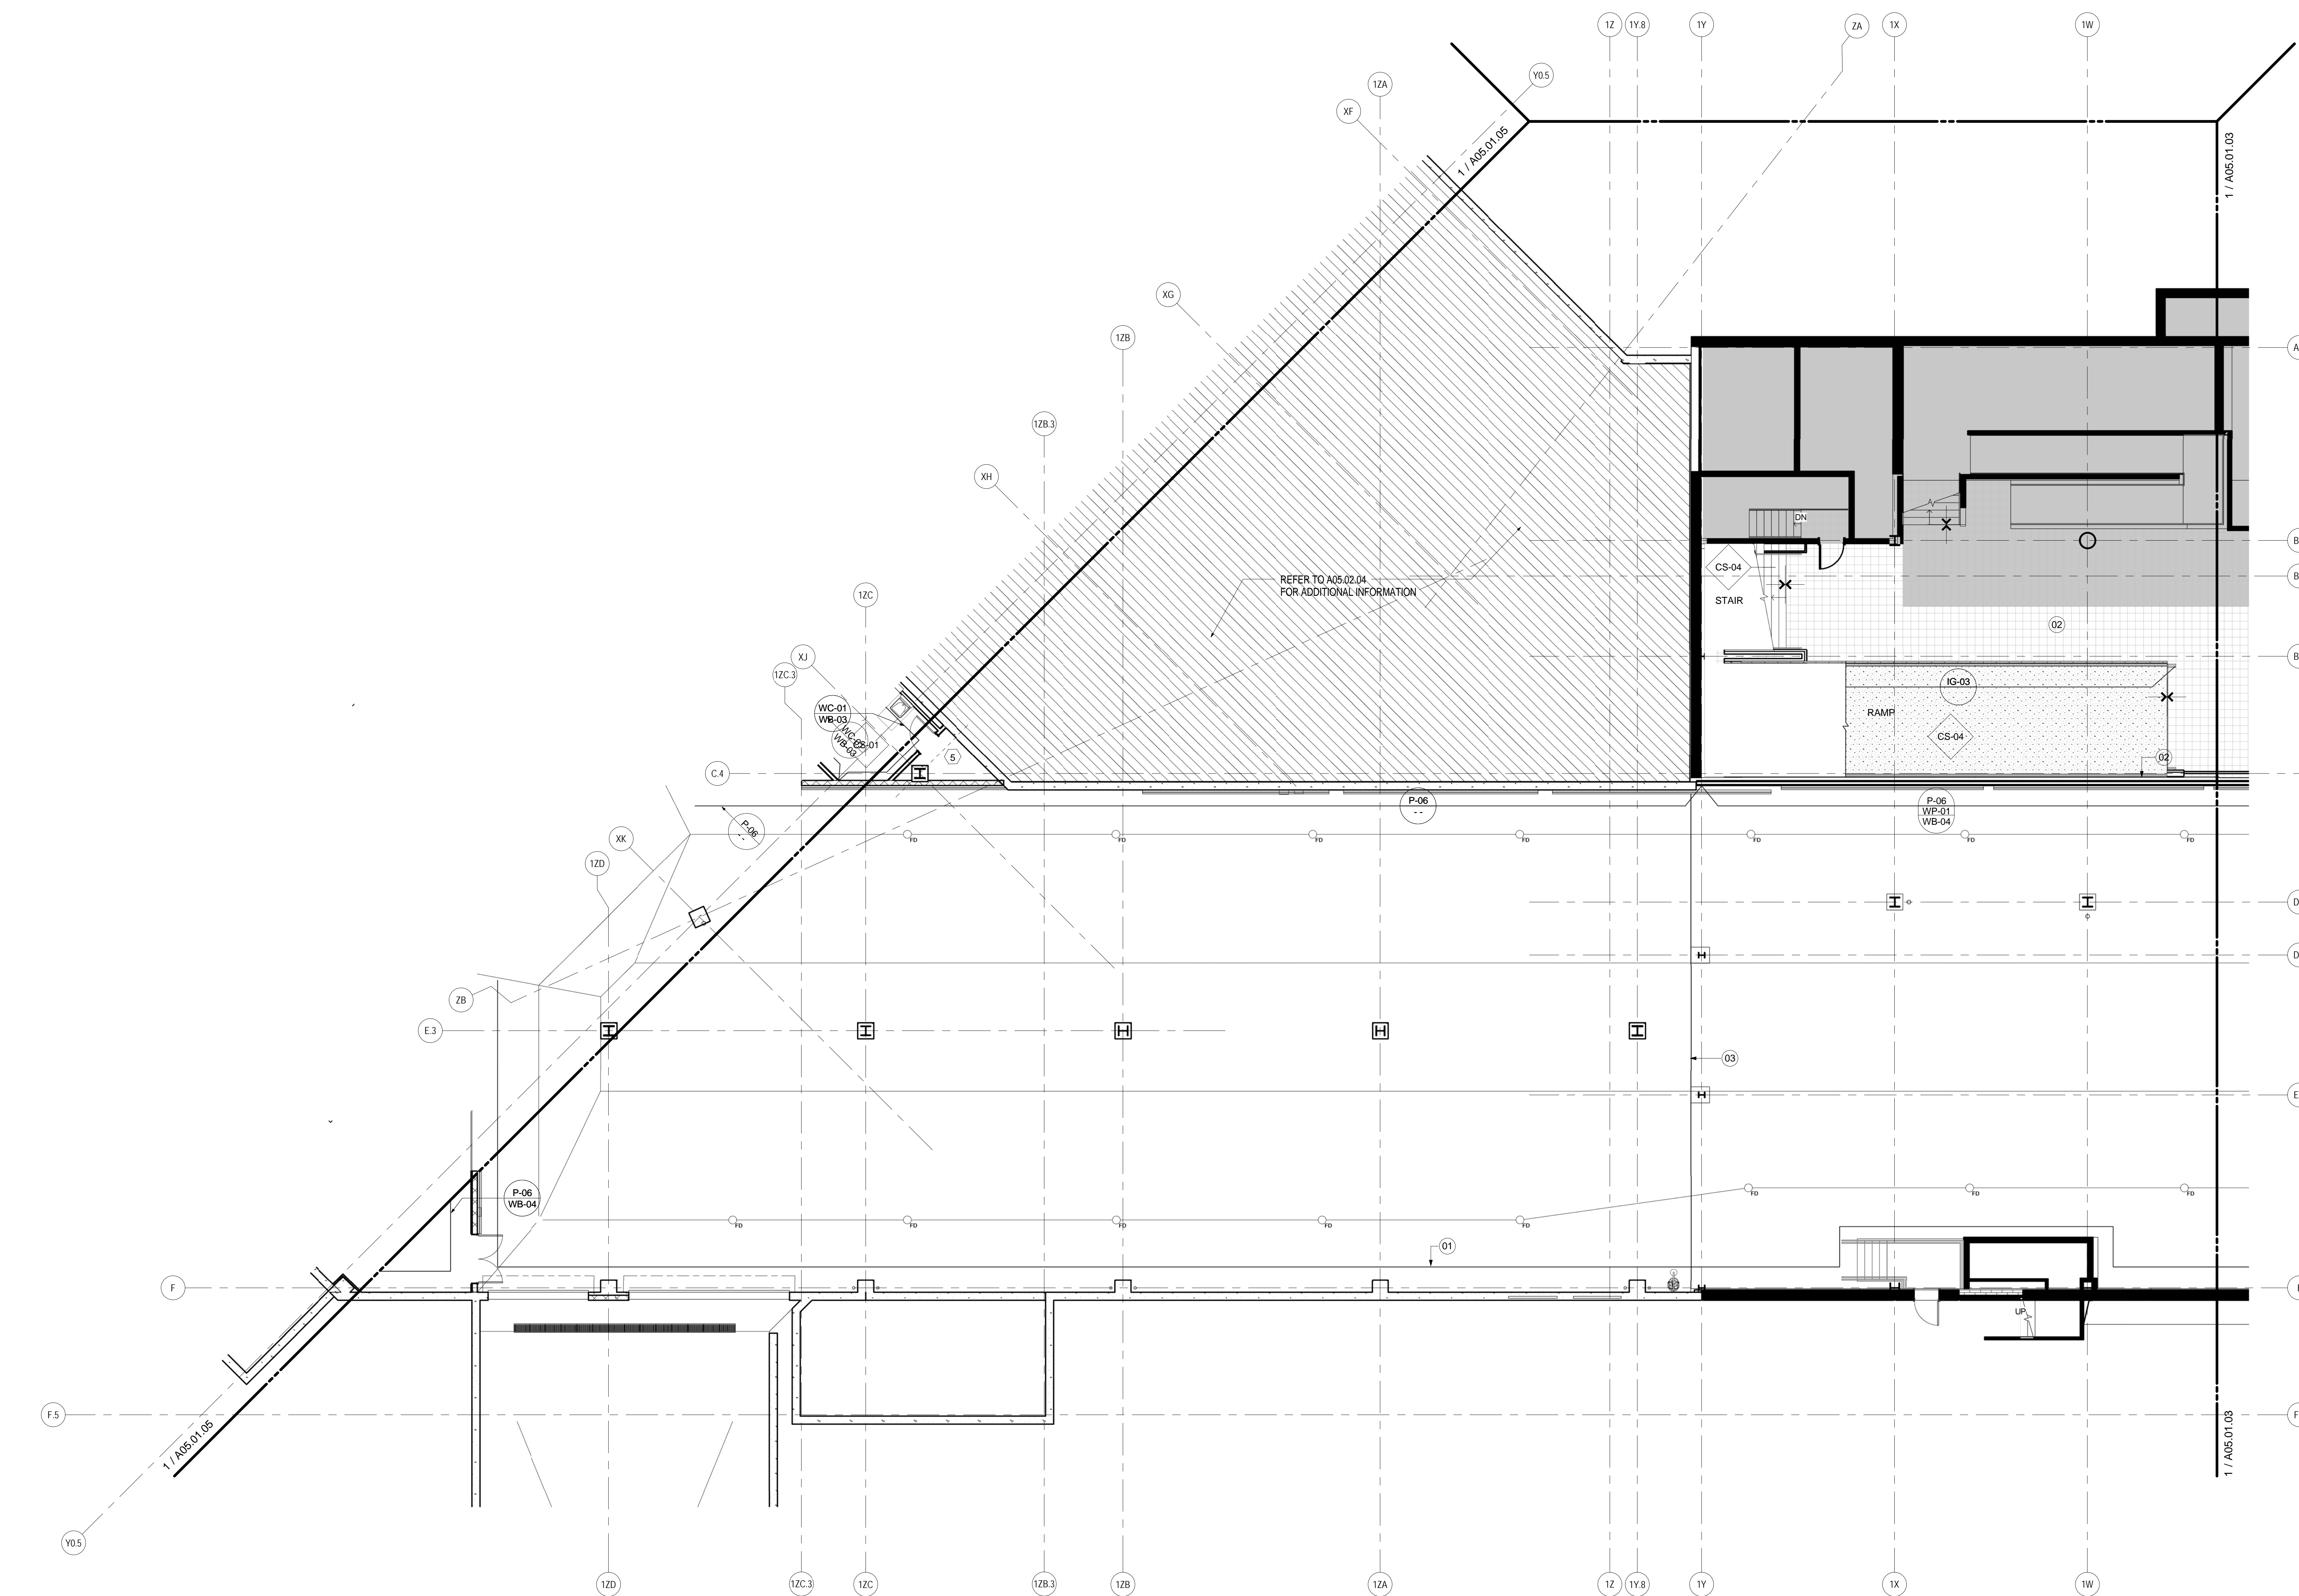 1Z
1Y.8
1Y
ZA
1X
1W
Y0.5
1ZA
XF
1 / A05.01.05
1 / A05.01.03
XG
1ZB
A
1ZB.3
XH
DN
B
REFER TO A05.02.04
FOR ADDITIONAL INFORMATION
CS-04
B
STAIR
1ZC
02
XJ
B
1ZC.3
IG-03
WC-01
WB-03
RAMP
WB-03
CS-01
CS-04
5
02
C.4
P-06
- -
P-06
- -
P-06
WP-01
WB-04
XK
FD
FD
FD
FD
FD
FD
FD
1ZD
D
D
ZB
E.3
03
E
P-06
WB-04
FD
FD
FD
FD
FD
FD
FD
FD
01
F
UP
F.5
F
1 / A05.01.05
1 / A05.01.03
Y0.5
1ZD
1ZC.3
1ZC
1ZB.3
1ZB
1ZA
1Z
1Y.8
1Y
1X
1W